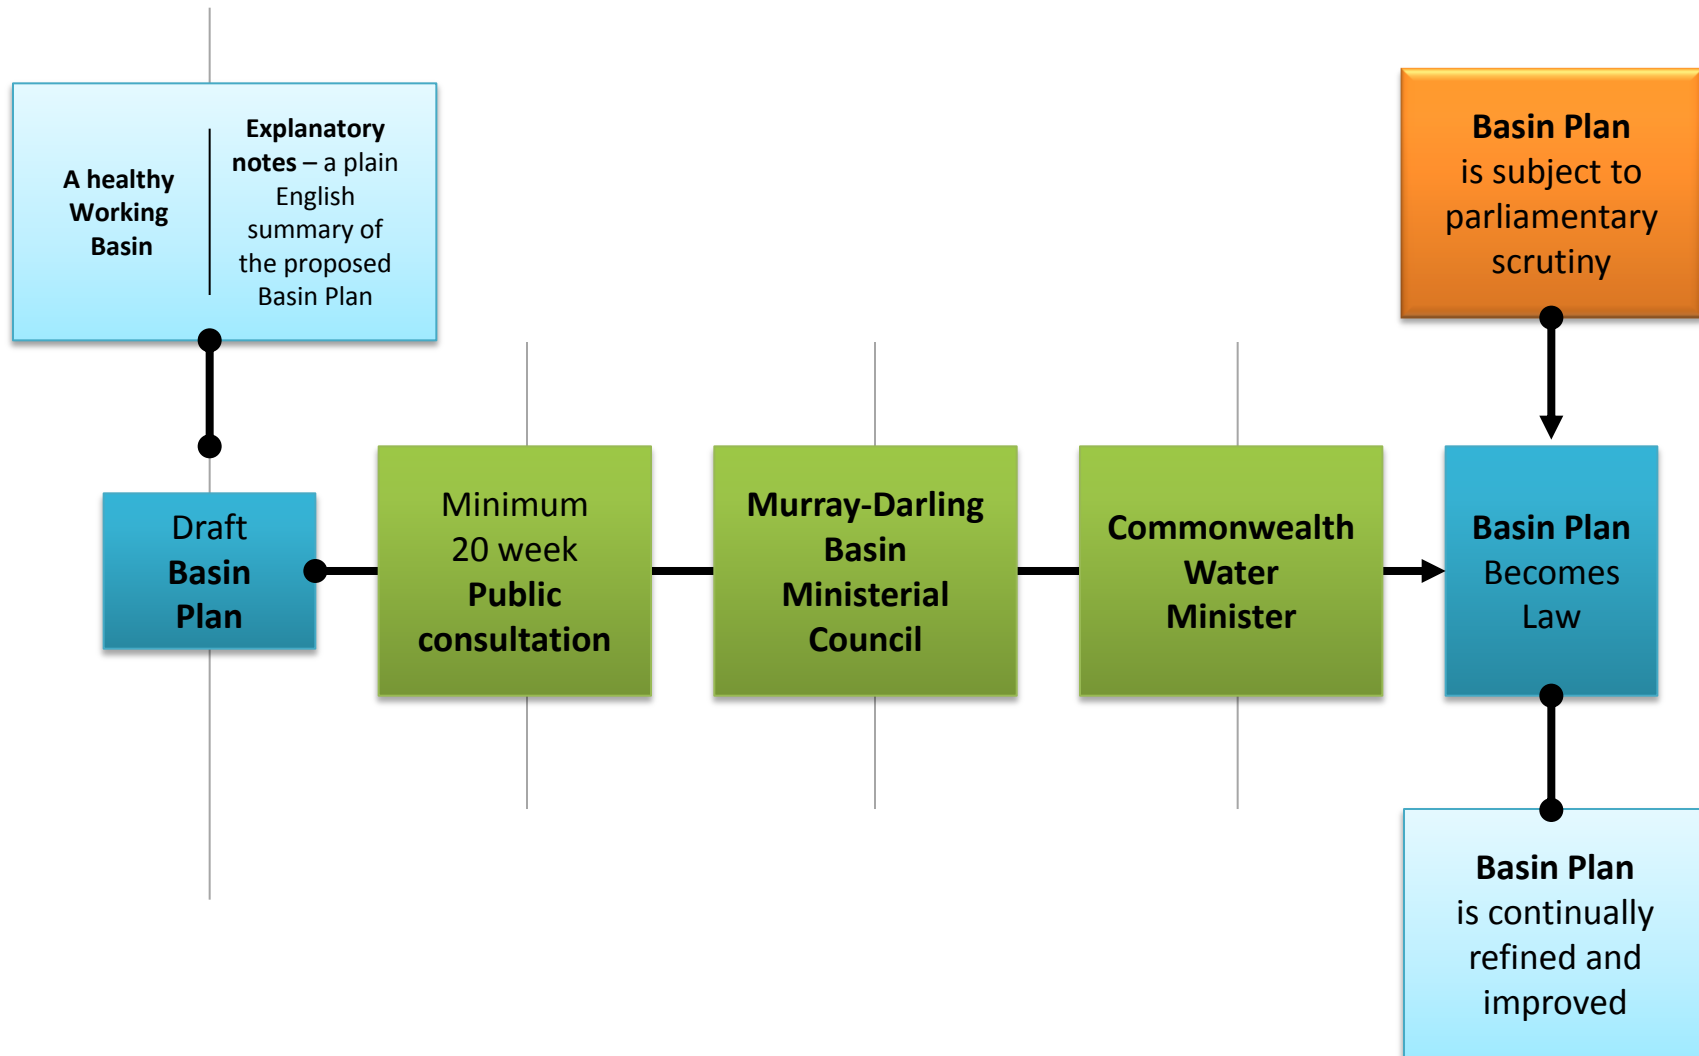 A healthy
Working
Basin
Explanatory
notes – a plain
English
summary of
the proposed
Basin Plan
Basin Plan
is subject to
parliamentary
scrutiny
Draft
Basin
Plan
Minimum
20 week
Public
consultation
Murray-Darling
Basin
Ministerial
Council
Commonwealth
Water
Minister
Basin Plan
Becomes
Law
Basin Plan
is continually
refined and
improved